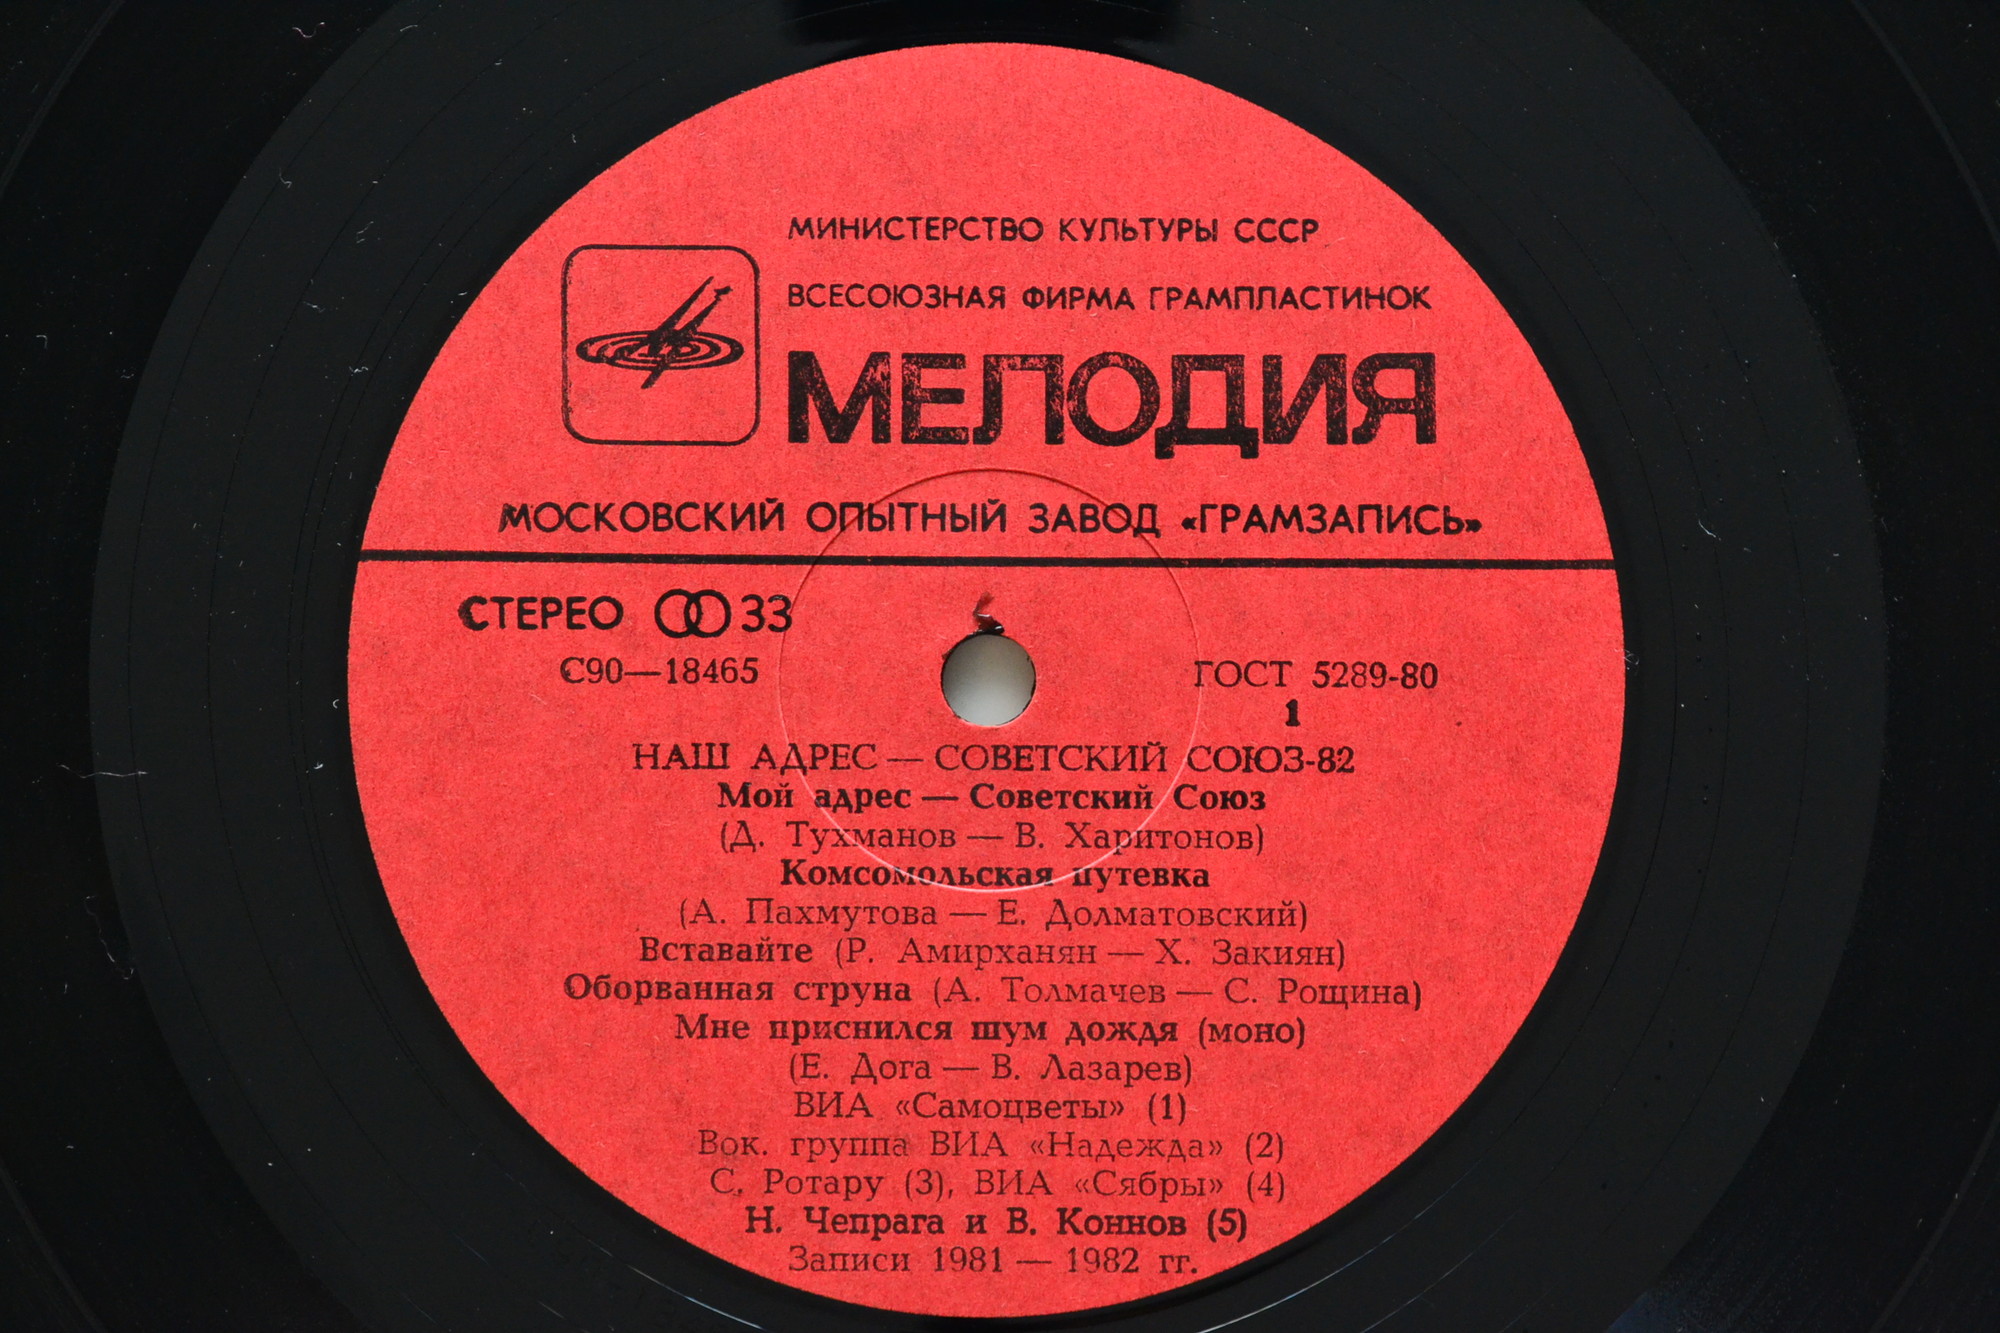 МИНИСТЕРСТВО КУЛЬТУРЫ СССР
ВСЕСОЮЗНАЯ ФИРМА ГРАМПЛАСТИНОК
МЕЛОДИЯ
МОСКОВСКИЙ ОПЫТНЫЙ ЗАВОД «ГРАМЗАПИСЬ»
СТЕРЕО 33
С90—18465 ГОСТ 5289-80
1
НАШ АДРЕС — СОВЕТСКИЙ СОЮЗ-82
Мой адрес — Советский Союз
(Д. Тухманов — В. Харитонов)
Комсомольская путевка
(А. Пахмутова — Е. Долматовский)
Вставайте (Р. Амирханян — Х. Закиян)
Оборванная струна (А. Толмачев — С. Рощина)
Мне приснился шум дождя (моно)
(Е. Дога — В. Лазарев)
ВИА «Самоцветы» (1)
Вок. группа ВИА «Надежда» (2)
С. Ротару (3), ВИА «Сябры» (4)
Н. Чепрага и В. Коннов (5)
Записи 1981 — 1982 гг.